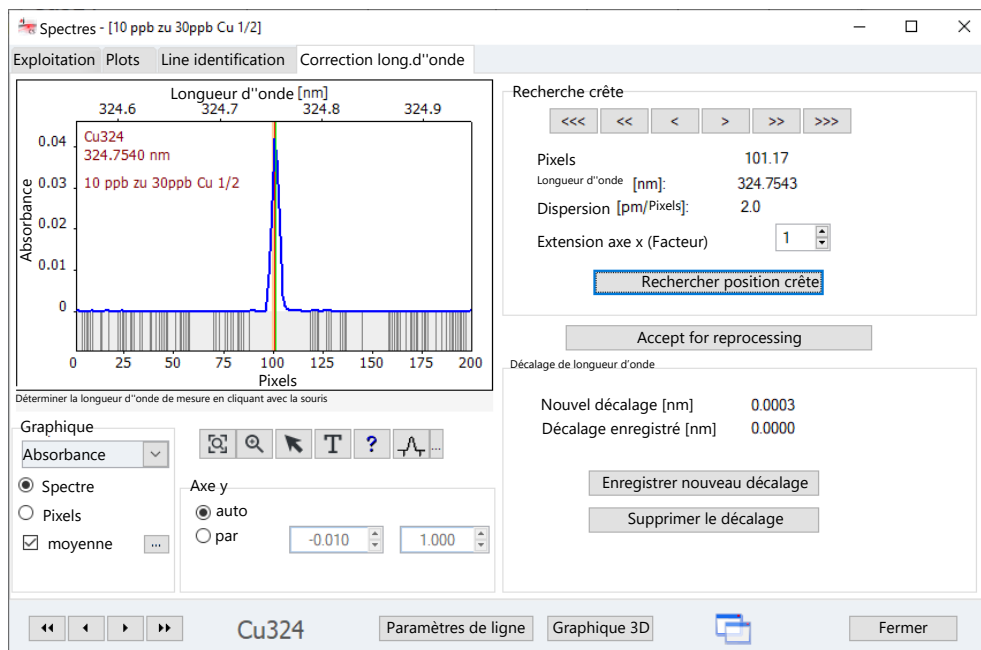 Spectres - [10 ppb zu 30ppb Cu 1/2]
Exploitation Plots Line identification Correction long.d''onde
Longueur d''onde [nm]
324.6 324.7 324.8 324.9
Absorbance
0.04
0.03
0.02
0.01
0
Cu324
324.7540 nm
10 ppb zu 30ppb Cu 1/2
0 25 50 75 100 125 150 175 200
Pixels
Déterminer la longueur d''onde de mesure en cliquant avec la souris
Graphique
Absorbance
Spectre
Pixels
moyenne ...
T ? ...
Axe y
auto
par -0.010 1.000
Recherche crête
<<< << < > >> >>>
Pixels 101.17
Longueur d''onde [nm]: 324.7543
Dispersion [pm/Pixels]: 2.0
Extension axe x (Facteur) 1
Rechercher position crête
Accept for reprocessing
Décalage de longueur d'onde
Nouvel décalage [nm] 0.0003
Décalage enregistré [nm] 0.0000
Enregistrer nouveau décalage
Supprimer le décalage
Cu324 Paramètres de ligne Graphique 3D Fermer